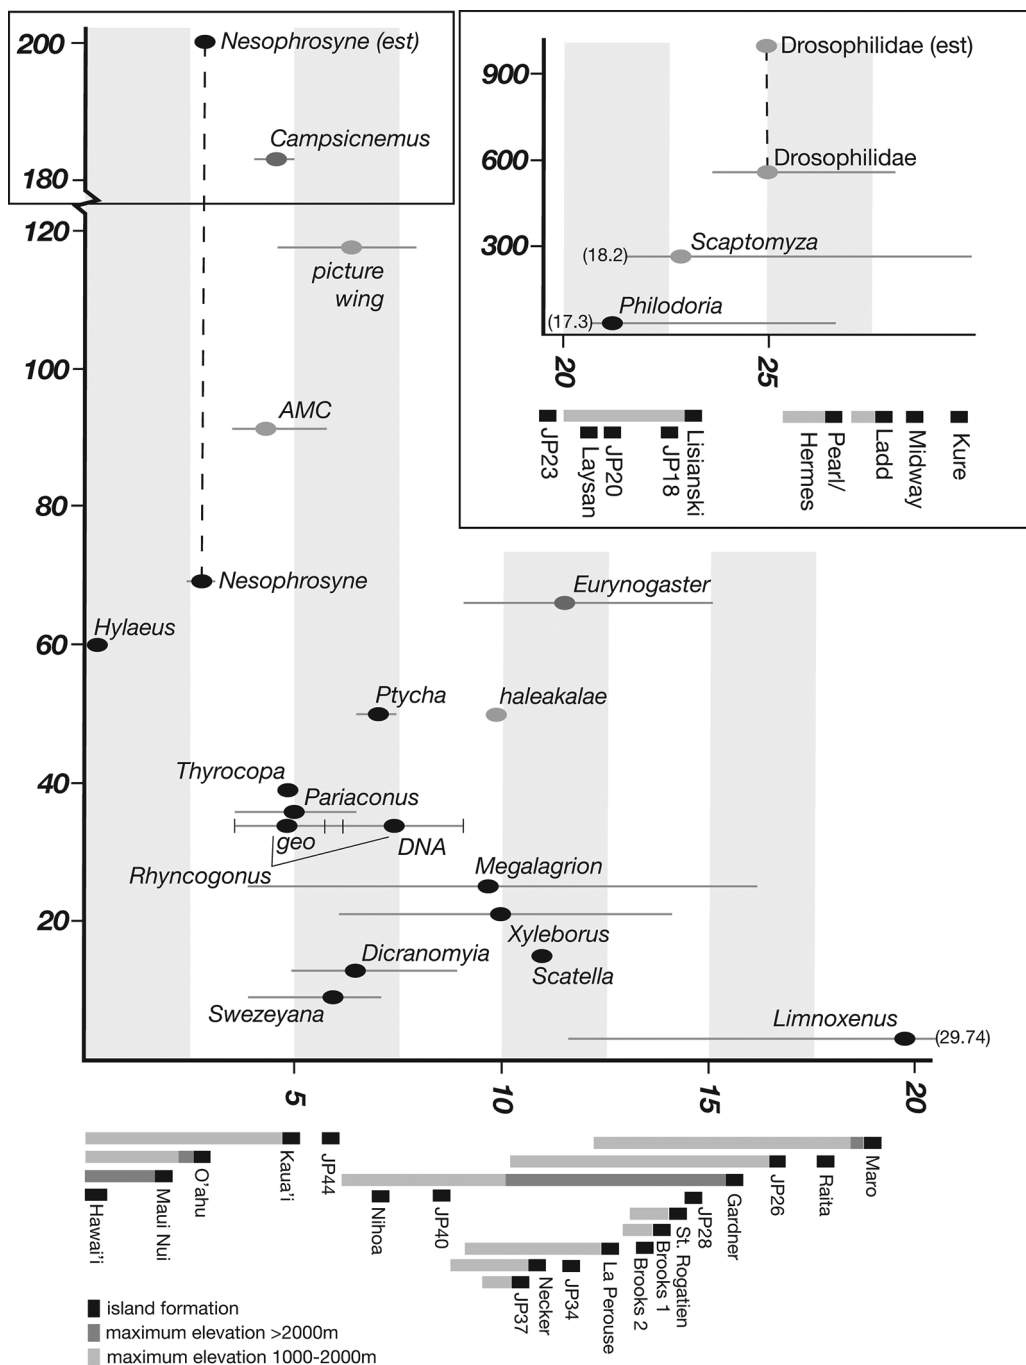 200
Nesophrosyne (est)
Campsicnemus
180
120
picture
wing
100
AMC
80
Nesophrosyne
Hylaeus
60
Eurynogaster
Ptycha
haleakalae
Thyrocopa
40
Pariaconus
geo
DNA
Rhyncogonus
Megalagrion
20
Xyleborus
Dicranomyia
Scatella
Swezeyana
Limnoxenus
(29.74)
5
10
15
20
900
Drosophilidae (est)
600
Drosophilidae
300
Scaptomyza
(18.2)
Philodoria
(17.3)
20
25
JP23
Laysan
JP20
JP18
Lisianski
Pearl/
Hermes
Ladd
Midway
Kure
Hawai'i
Maui Nui
O'ahu
Kaua'i
JP44
Nihoa
JP40
JP37
Necker
JP34
La Perouse
Brooks 2
Brooks 1
St. Rogatien
JP28
Gardner
JP26
Raita
Maro
island formation
maximum elevation >2000m
maximum elevation 1000-2000m